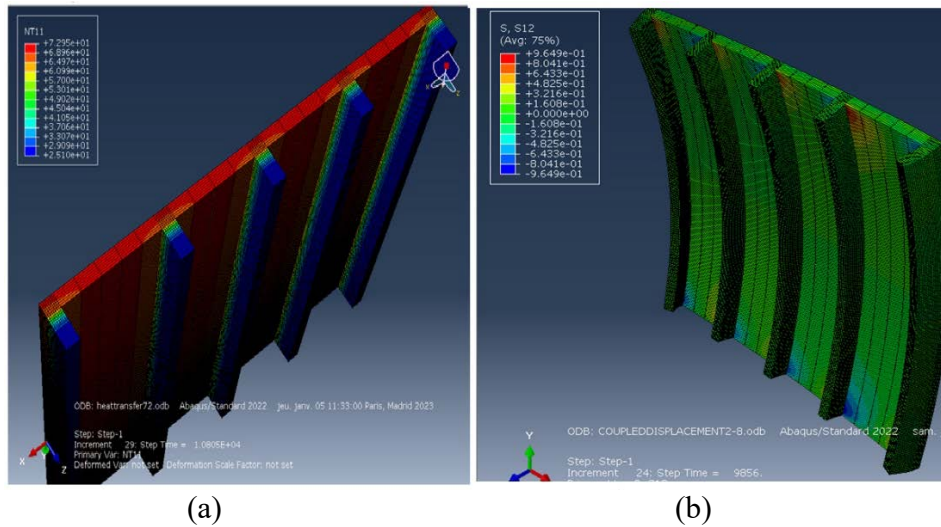 NT11
+7.295e+01
+6.896e+01
+6.497e+01
+6.099e+01
+5.700e+01
+5.301e+01
+4.902e+01
+4.504e+01
+4.105e+01
+3.706e+01
+3.307e+01
+2.909e+01
+2.510e+01
ODB: heattransfer72.odb Abaqus/Standard 2022 jeu. janv. 05 11:33:00 Paris, Madrid 2023
Step: Step-1
Increment 29: Step Time = 1.0805E+04
Primary Var: NT11
Deformed Var: not set Deformation Scale Factor: not set
X
Y
Z
(a)
S, S12
(Avg: 75%)
+9.649e-01
+8.041e-01
+6.433e-01
+4.825e-01
+3.216e-01
+1.608e-01
+0.000e+00
-1.608e-01
-3.216e-01
-4.825e-01
-6.433e-01
-8.041e-01
-9.649e-01
ODB: COUPLEDDISPLACEMENT2-8.odb Abaqus/Standard 2022 sam.
Step: Step-1
Increment 24: Step Time = 9856.
Y
(b)